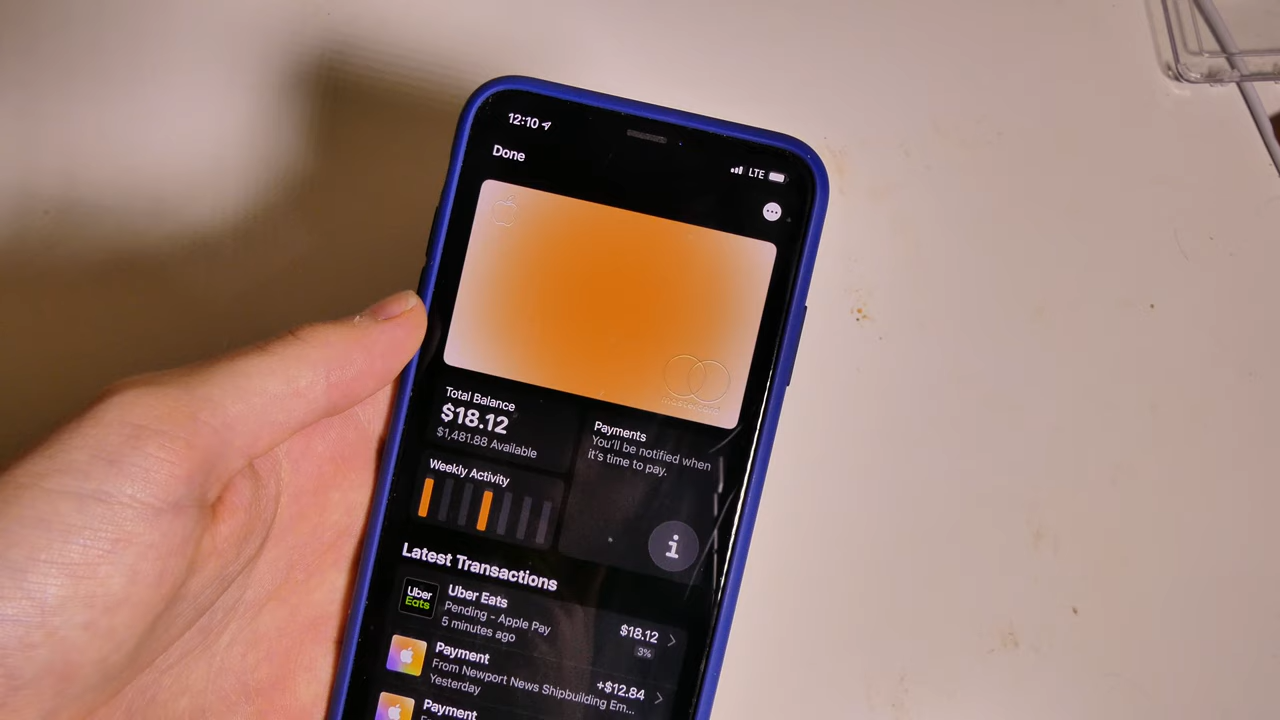 12:10
LTE
Done
mastercard
Total Balance
$18.12
$1,481.88 Available
Payments
You'll be notified when
it's time to pay.
Weekly Activity
i
Latest Transactions
Uber
Eats
Uber Eats
Pending - Apple Pay
5 minutes ago
$18.12
3%
Payment
From Newport News Shipbuilding Em...
Yesterday
+$12.84
Payment